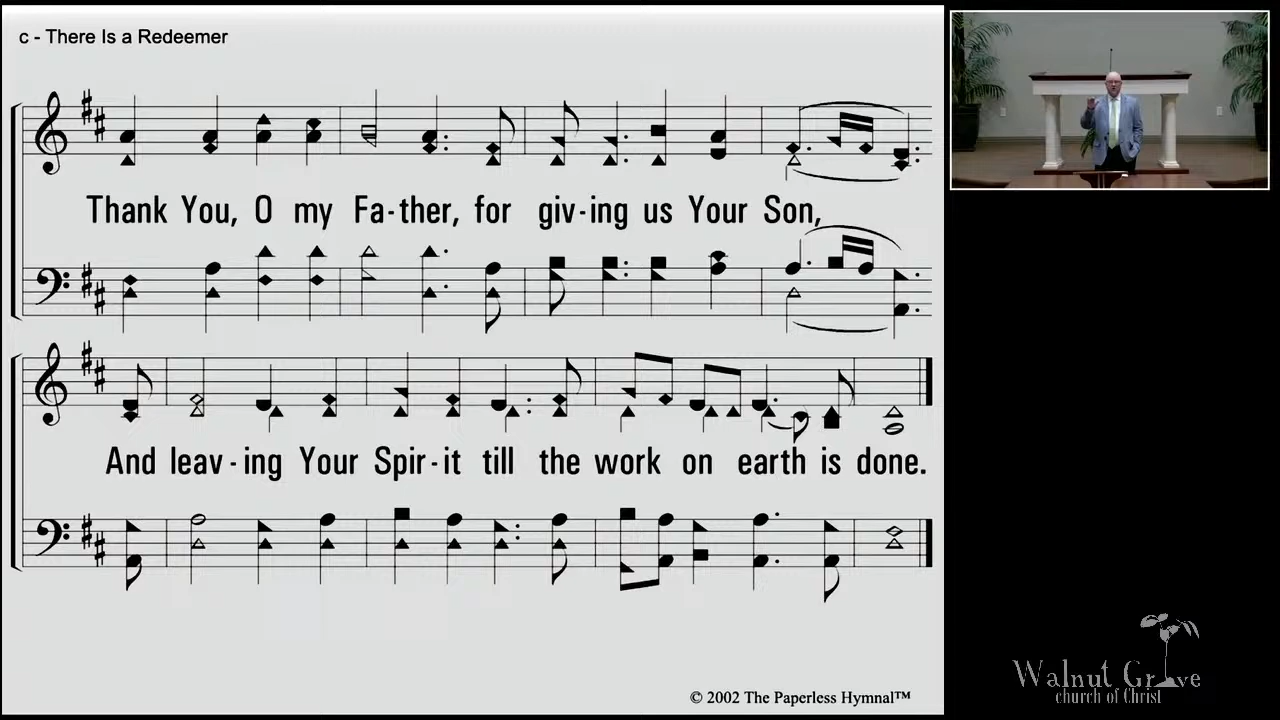 c - There Is a Redeemer
Thank You, O my Fa-ther, for giv-ing us Your Son,
And leav-ing Your Spir-it till the work on earth is done.
© 2002 The Paperless Hymnal™
Walnut Grove
church of Christ